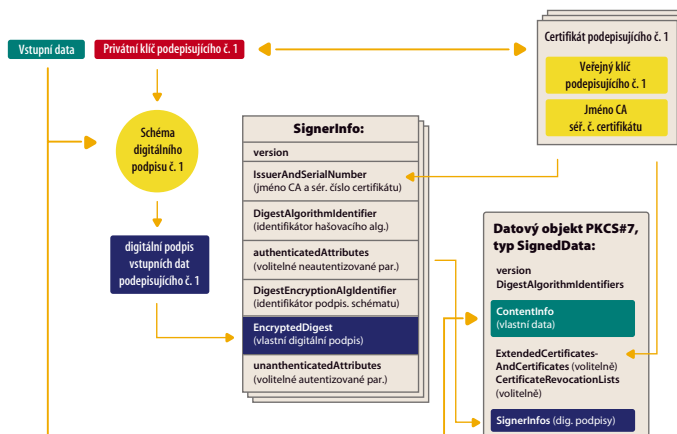 Vstupní data
Privátní klíč podepisujícího č. 1
Certifikát podepisujícího č. 1
Veřejný klíč
podepisujícího č. 1
Jméno CA
séř. č. certifikátu
Schéma
digitálního
podpisu č. 1
digitální podpis
vstupních dat
podepisujícího č. 1
SignerInfo:
version
IssuerAndSerialNumber
(jméno CA a sér. číslo certifikátu)
DigestAlgorithmIdentifier
(identifikátor hašovacího alg.)
authenticatedAttributes
(volitelné neautentizované par.)
DigestEncryptionAlgIdentifier
(identifikátor podpis. schématu)
EncryptedDigest
(vlastní digitální podpis)
unanthenticatedAttributes
(volitelné autentizované par.)
Datový objekt PKCS#7,
typ SignedData:
version
DigestAlgorithmIdentifiers
ContentInfo
(vlastní data)
ExtendedCertificates-
AndCertificates (volitelně)
CertificateRevocationLists
(volitelně)
SignerInfos (dig. podpisy)